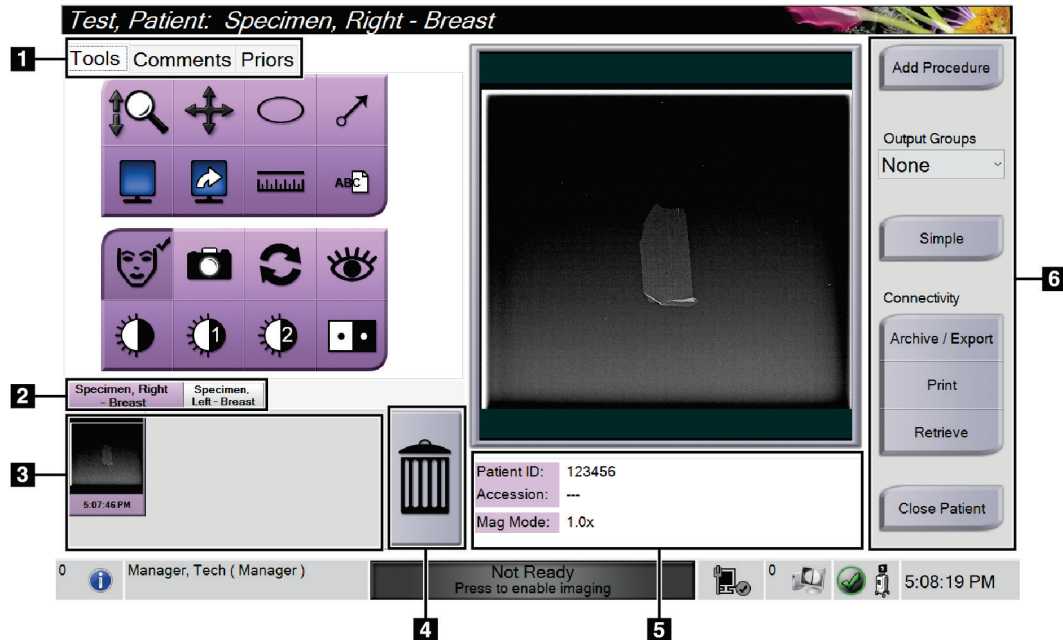 Test, Patient: Specimen, Right - Breast
1
Tools Comments Priors
ABC
1 2
2
Specimen, Right - Breast
Specimen, Left - Breast
3
5:07:46 PM
4
Patient ID: 123456
Accession: ---
Mag Mode: 1.0x
5
Add Procedure
Output Groups
None
Simple
Connectivity
Archive / Export
Print
Retrieve
Close Patient
6
0
Manager, Tech ( Manager )
Not Ready
Press to enable imaging
0
5:08:19 PM